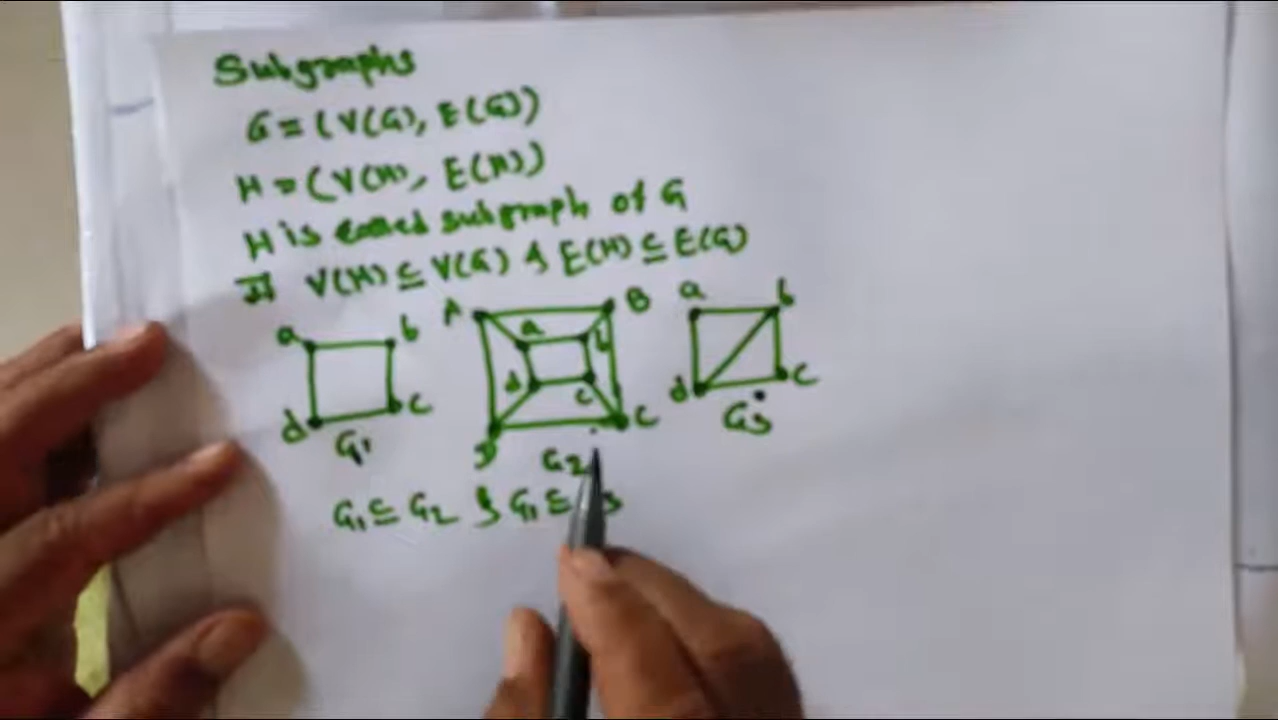 Subgraphs
G = (V(G), E(G))
H = (V(H), E(H))
H is called subgraph of G
If V(H) ⊆ V(G) & E(H) ⊆ E(G)
a b A B a b
a b
d c
d c D C d c
G1 G2 G3
G1 ⊆ G2 & G1 ⊆